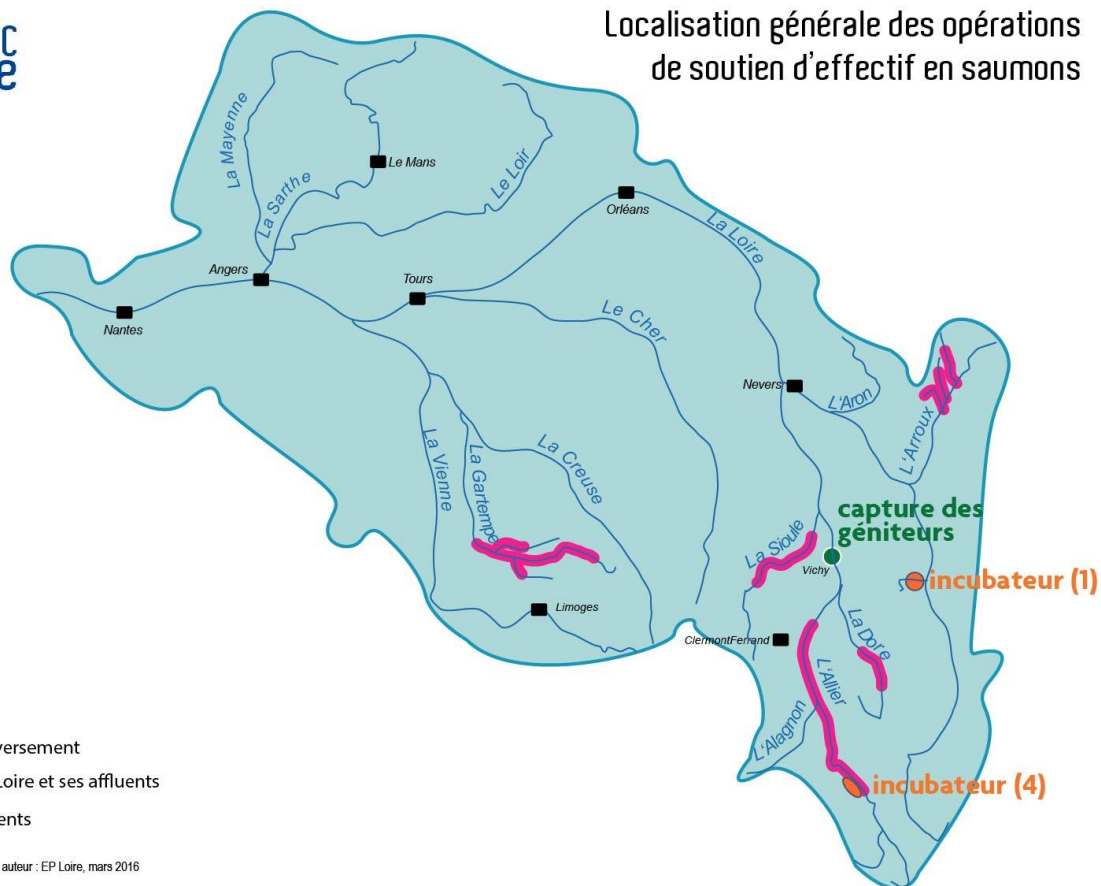 c
e
Localisation générale des opérations
de soutien d'effectif en saumons
La Mayenne
Le Mans
La Sarthe
Le Loir
Orléans
La Loire
Angers
Tours
Nantes
Le Cher
Nevers
L'Aron
L'Arroux
La Vienne
La Gartempe
La Creuse
capture des
géniteurs
La Sioule
Vichy
incubateur (1)
Limoges
ClermontFerrand
La Dore
L'Allier
L'Alagnon
incubateur (4)
versement
Loire et ses affluents
ents
auteur : EP Loire, mars 2016